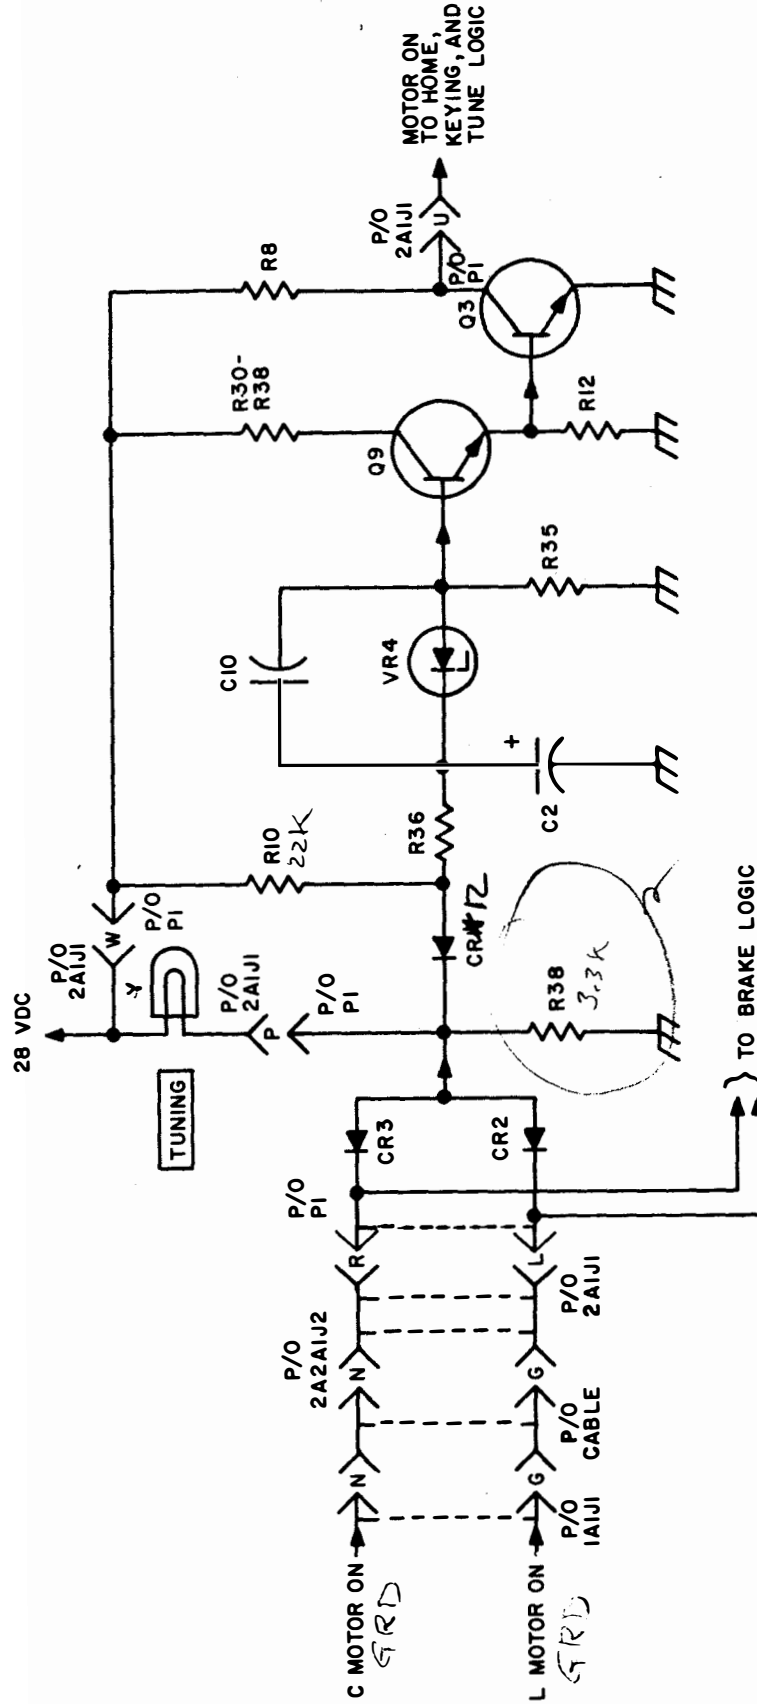 28 VDC
P/O
2A1J1
W
P/O
P1
TUNING
P/O
2A1J1
P
P/O
P1
R10
22K
C10
R30-
R38
R8
MOTOR ON
TO HOME,
KEYING, AND
TUNE LOGIC
P/O
2A1J1
U
P/O
P1
Q3
Q9
R12
R35
VR4
+
C2
R36
CR12
R38
3.3K
CR3
CR2
P/O
P1
R
L
P/O
2A1J1
P/O
2A2A1J2
N
G
P/O
CABLE
N
G
P/O
1A1J1
C MOTOR ON
GRD
L MOTOR ON
GRD
TO BRAKE LOGIC